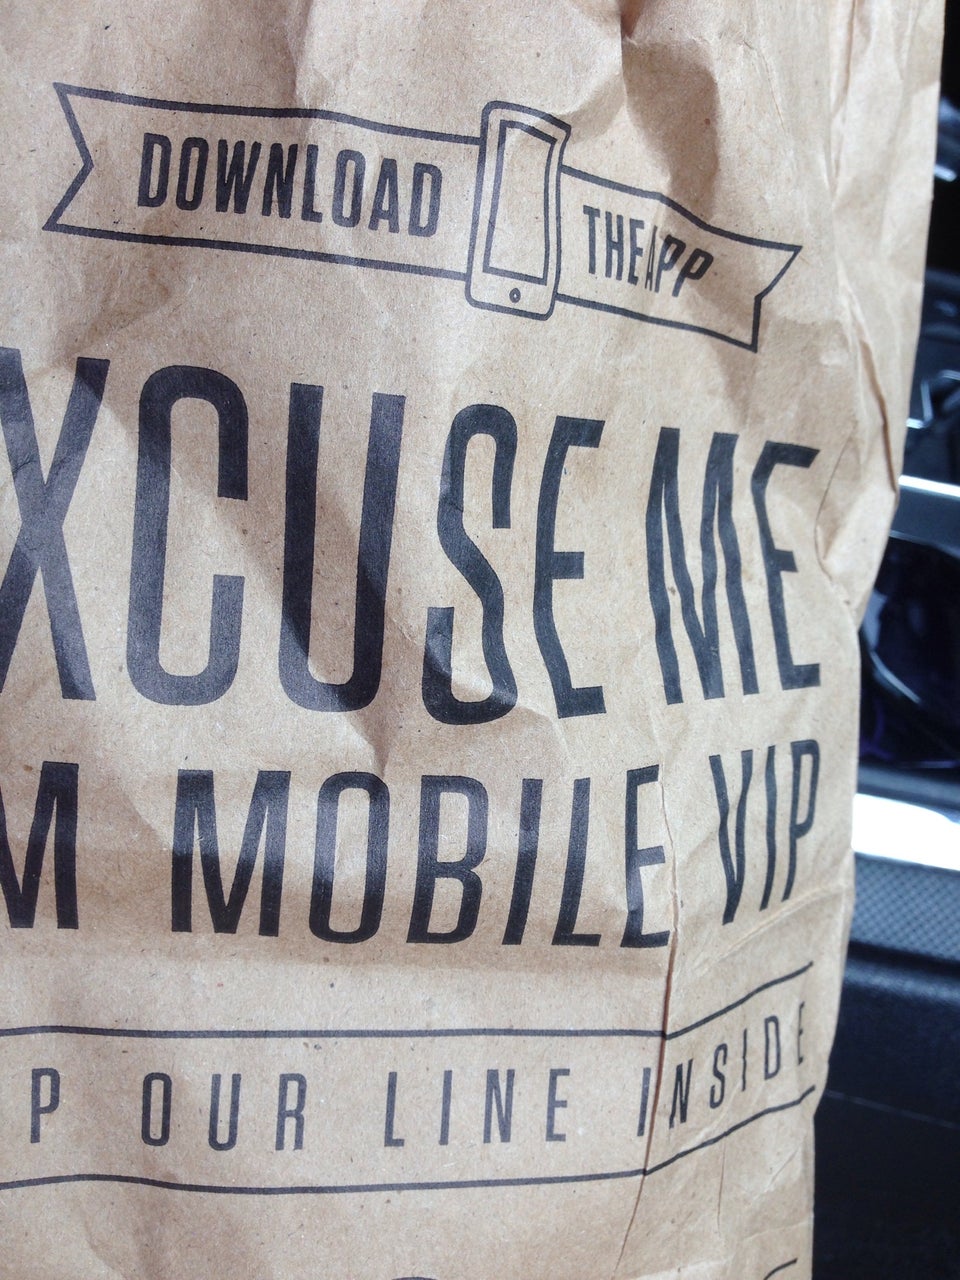 DOWNLOAD THE APP
XCUSE ME
M MOBILE VIP
P OUR LINE INSIDE